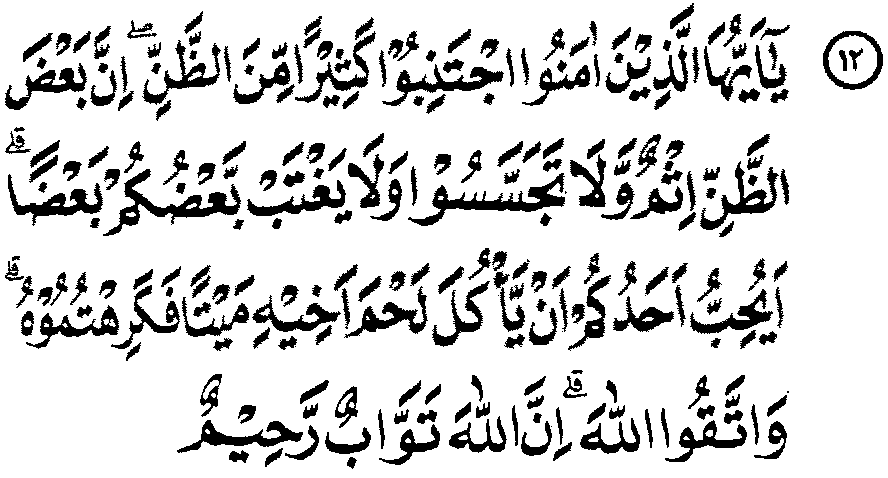 ١٢ يٰۤاَيُّهَا الَّذِيْنَ اٰمَنُوا اجْتَنِبُوْا كَثِيْرًا مِّنَ الظَّنِّ ۖ اِنَّ بَعْضَ
الظَّنِّ اِثْمٌ وَّلَا تَجَسَّسُوْا وَلَا يَغْتَبْ بَّعْضُكُمْ بَعْضًا ۗ
اَيُحِبُّ اَحَدُكُمْ اَنْ يَّأْكُلَ لَحْمَ اَخِيْهِ مَيْتًا فَكَرِهْتُمُوْهُ ۗ
وَاتَّقُوا اللّٰهَ ۗ اِنَّ اللّٰهَ تَوَّابٌ رَّحِيْمٌ